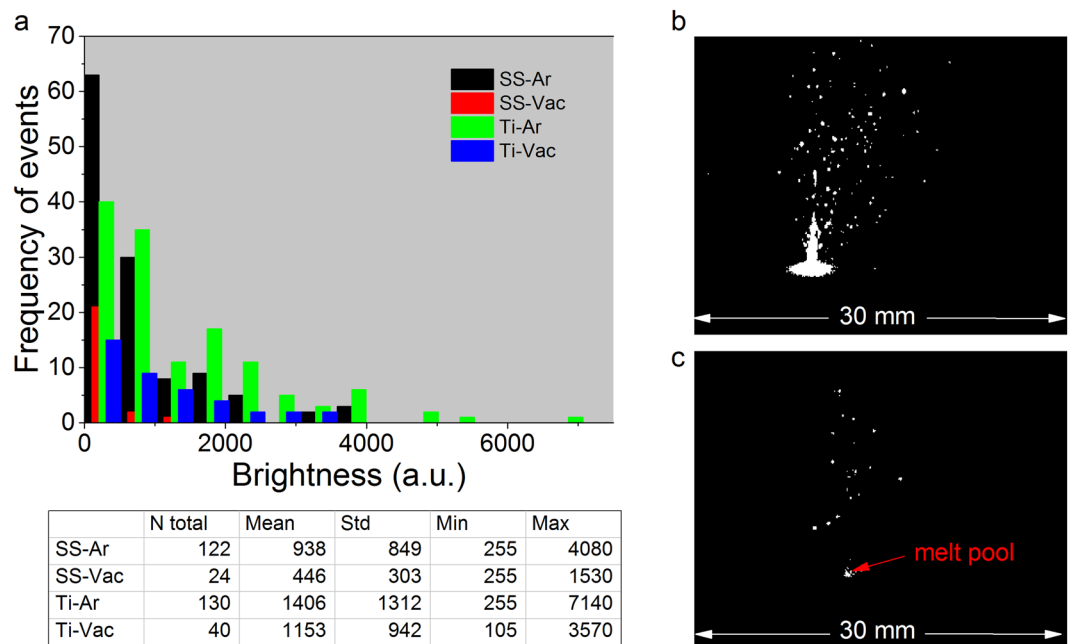 a
70
60
50
40
30
20
10
0
Frequency of events
SS-Ar
SS-Vac
Ti-Ar
Ti-Vac
0 2000 4000 6000
Brightness (a.u.)
N total Mean Std Min Max
SS-Ar 122 938 849 255 4080
SS-Vac 24 446 303 255 1530
Ti-Ar 130 1406 1312 255 7140
Ti-Vac 40 1153 942 105 3570
b
30 mm
c
melt pool
30 mm